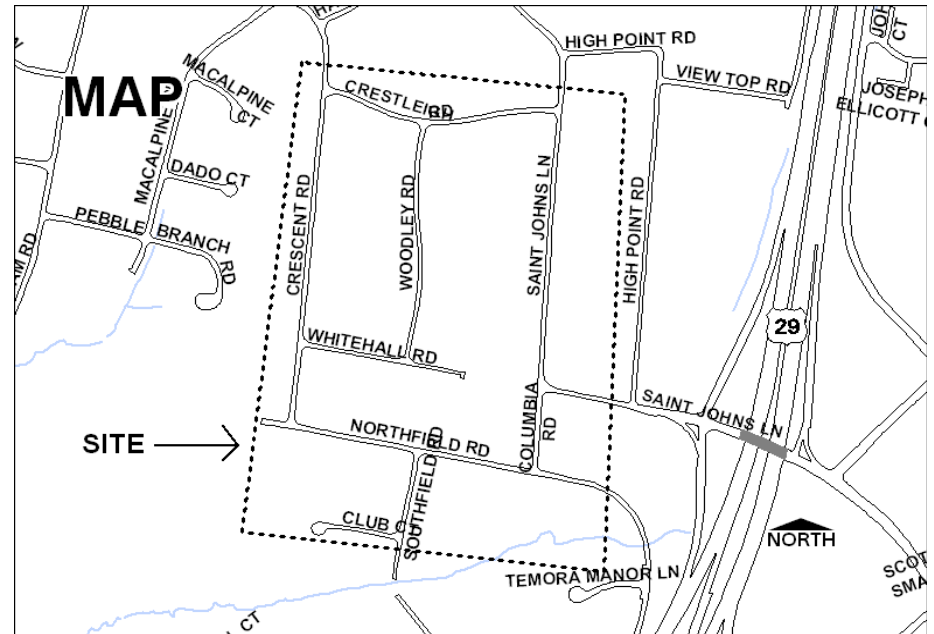 HIGH POINT RD
VIEW TOP RD
MAP
MACALPINE
CT
CRESTLEIGH
RD
JOSEPH
ELLICOTT
CT
MACALPINE
DADO CT
PEBBLE BRANCH
RD
CRESCENT RD
WOODLEY RD
SAINT JOHNS LN
HIGH POINT RD
29
WHITEHALL RD
SAINT JOHNS LN
COLUMBIA
RD
SITE
NORTHFIELD RD
SOUTHFIELD RD
CLUB CT
NORTH
TEMORA MANOR LN
CT